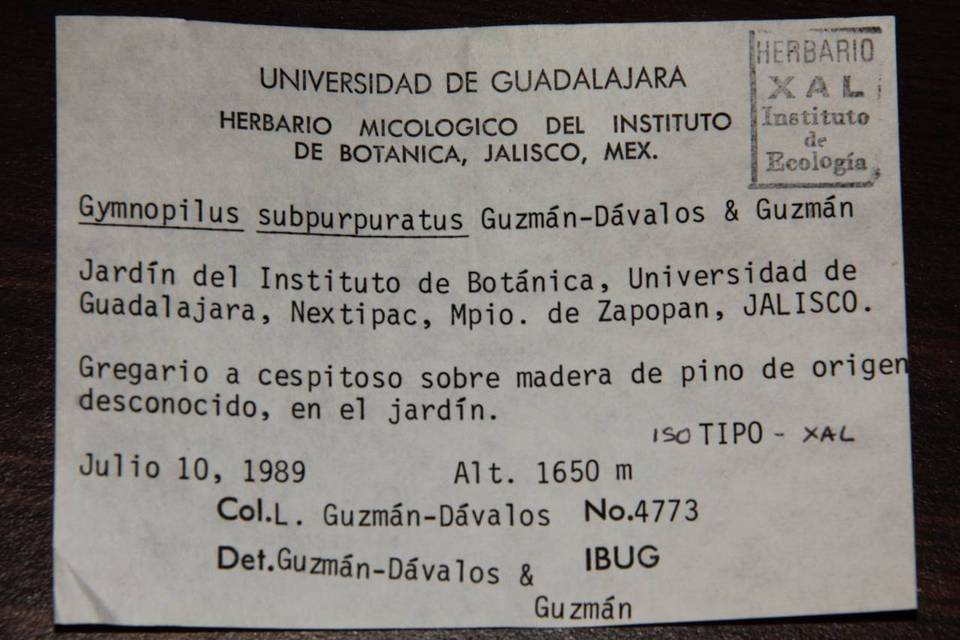 UNIVERSIDAD DE GUADALAJARA
HERBARIO MICOLOGICO DEL INSTITUTO
DE BOTANICA, JALISCO, MEX.
HERBARIO
XAL
Instituto
de
Ecología
Gymnopilus subpurpuratus Guzmán-Dávalos & Guzmán
Jardín del Instituto de Botánica, Universidad de
Guadalajara, Nextipac, Mpio. de Zapopan, JALISCO.
Gregario a cespitoso sobre madera de pino de origen
desconocido, en el jardín.
ISO TIPO - XAL
Julio 10, 1989 Alt. 1650 m
Col.L. Guzmán-Dávalos No.4773
Det.Guzmán-Dávalos & IBUG
Guzmán